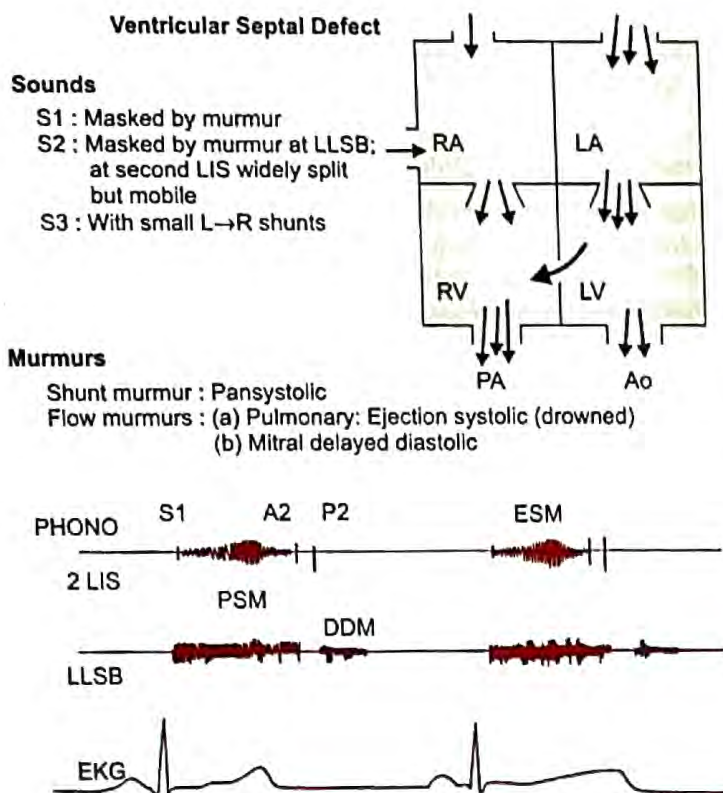 Ventricular Septal Defect
Sounds
S1 : Masked by murmur
S2 : Masked by murmur at LLSB;
at second LIS widely split
but mobile
S3 : With small L→R shunts
RA
LA
RV
LV
PA
Ao
Murmurs
Shunt murmur : Pansystolic
Flow murmurs : (a) Pulmonary: Ejection systolic (drowned)
(b) Mitral delayed diastolic
PHONO
S1
A2
P2
ESM
2 LIS
PSM
DDM
LLSB
EKG